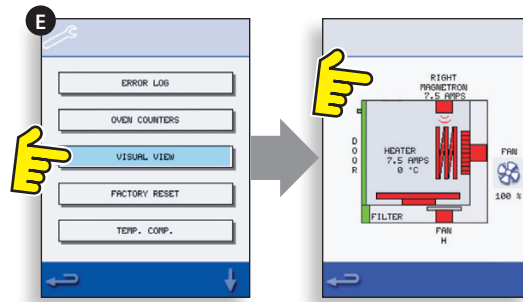 E
ERROR LOG
OVEN COUNTERS
VISUAL VIEW
FACTORY RESET
TEMP. COMP.
RIGHT
MAGNETRON
7.5 AMPS
DOOR
HEATER
7.5 AMPS
0 °C
FAN
100 %
FILTER
FAN
H